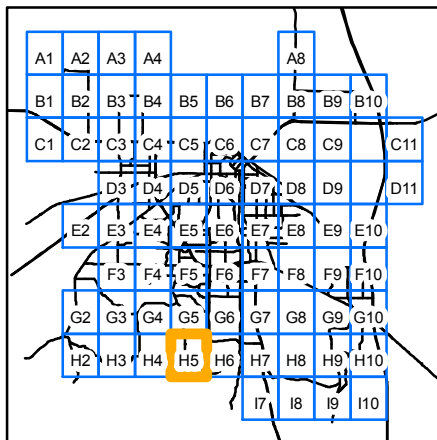 A1 A2 A3 A4 A8
B1 B2 B3 B4 B5 B6 B7 B8 B9 B10
C1 C2 C3 C4 C5 C6 C7 C8 C9 C11
D3 D4 D5 D6 D7 D8 D9 D11
E2 E3 E4 E5 E6 E7 E8 E9 E10
F3 F4 F5 F6 F7 F8 F9 F10
G2 G3 G4 G5 G6 G7 G8 G9 G10
H2 H3 H4 H5 H6 H7 H8 H9 H10
I7 I8 I9 I10